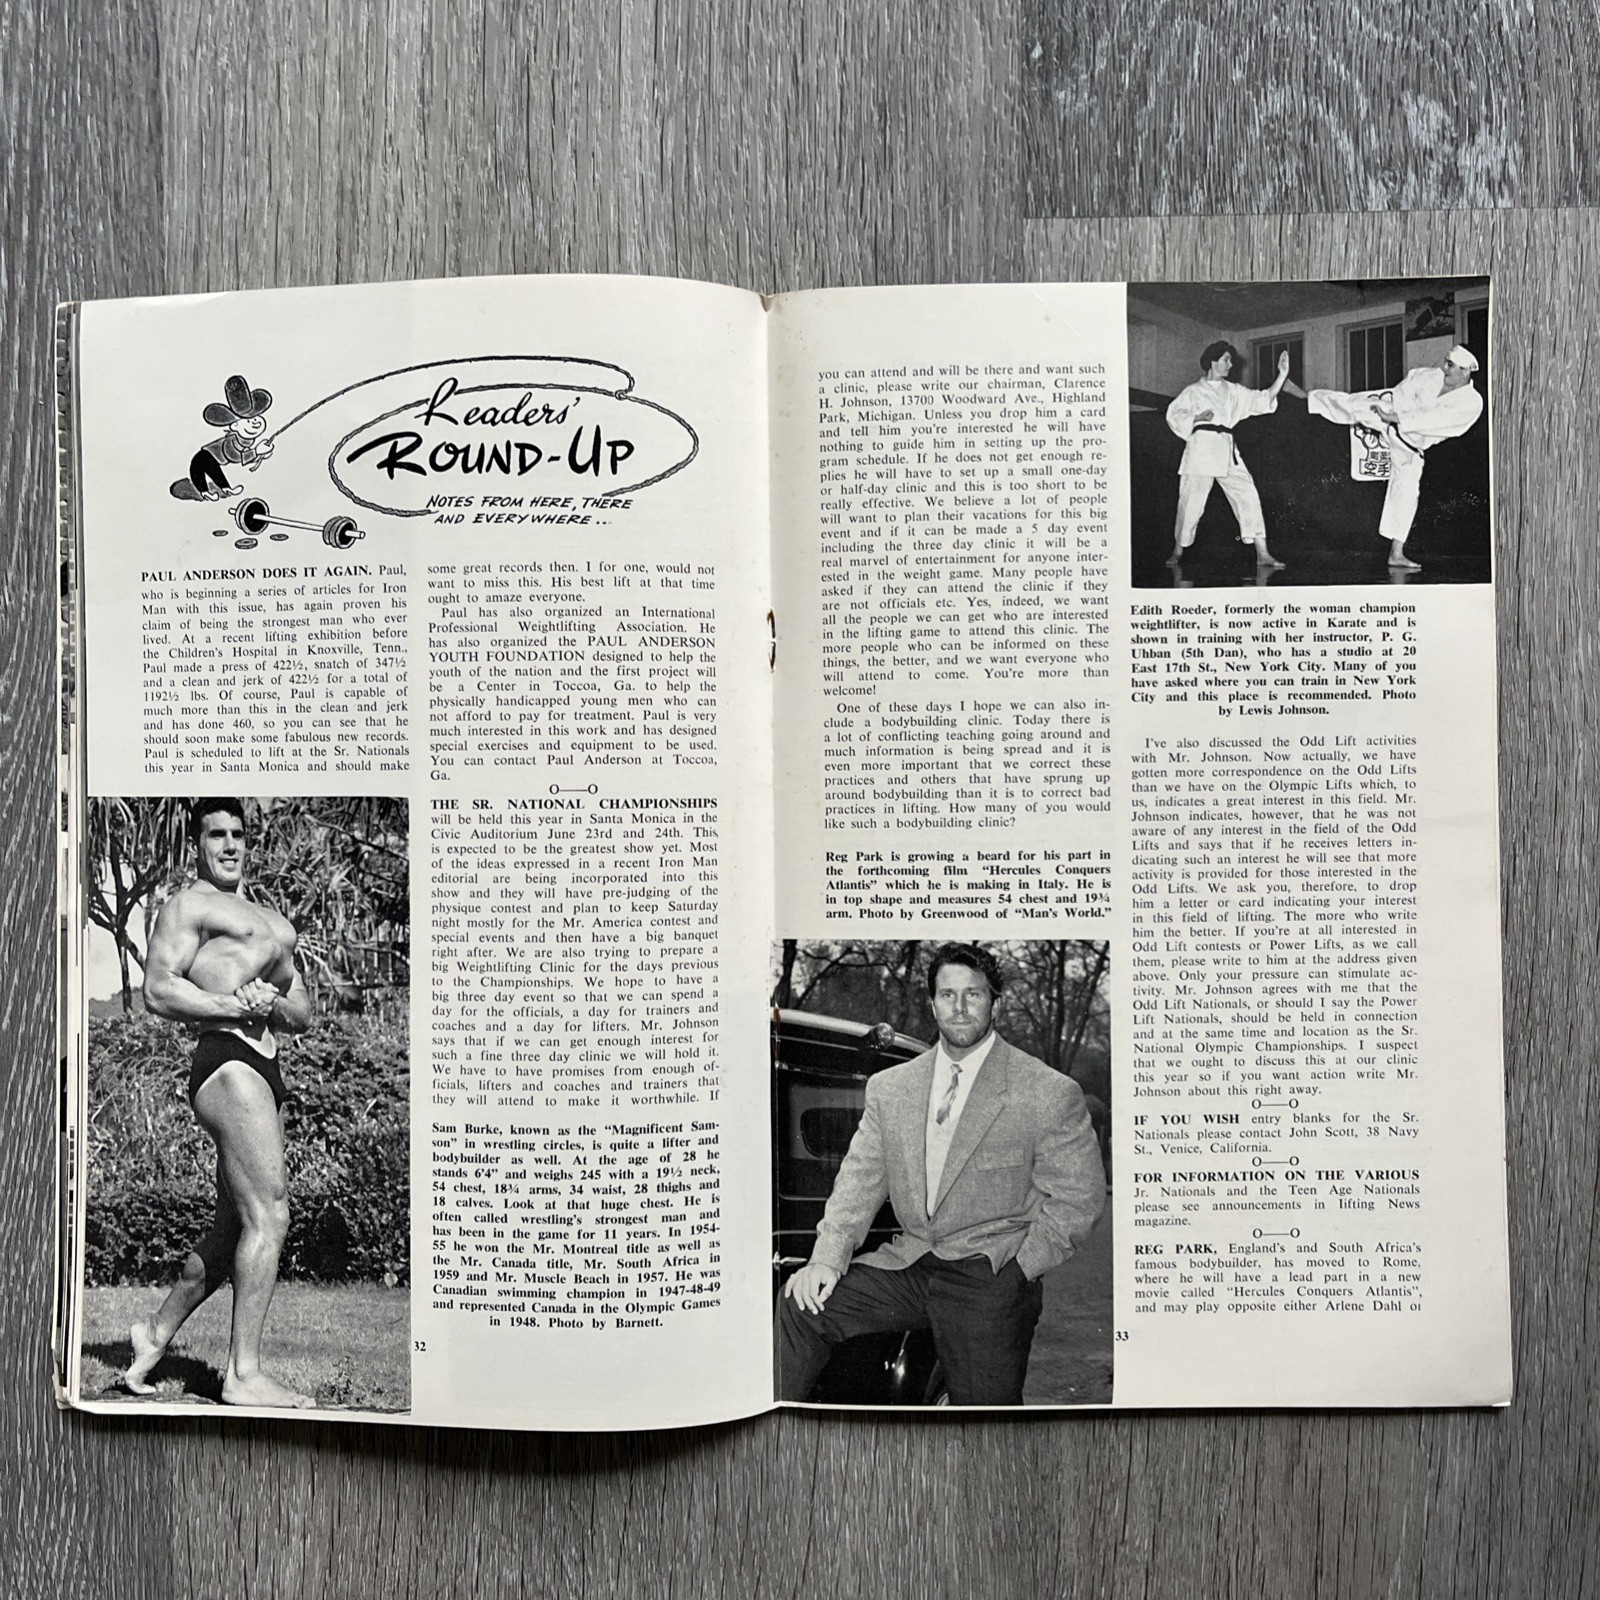 Readers'
ROUND-UP
NOTES FROM HERE, THERE
AND EVERYWHERE...
PAUL ANDERSON DOES IT AGAIN. Paul,
who is beginning a series of articles for Iron
Man with this issue, has again proven his
claim of being the strongest man who ever
lived. At a recent lifting exhibition before
the Children's Hospital in Knoxville, Tenn.,
Paul made a press of 422½, snatch of 347½
and a clean and jerk of 422½ for a total of
1192½ lbs. Of course, Paul is capable of
much more than this in the clean and jerk
and has done 460, so you can see that he
should soon make some fabulous new records.
Paul is scheduled to lift at the Sr. Nationals
this year in Santa Monica and should make
some great records then. I for one, would not
want to miss this. His best lift at that time
ought to amaze everyone.
Paul has also organized an International
Professional Weightlifting Association. He
has also organized the PAUL ANDERSON
YOUTH FOUNDATION designed to help the
youth of the nation and the first project will
be a Center in Toccoa, Ga. to help the
physically handicapped young men who can
not afford to pay for treatment. Paul is very
much interested in this work and has designed
special exercises and equipment to be used.
You can contact Paul Anderson at Toccoa,
Ga.
O——O
THE SR. NATIONAL CHAMPIONSHIPS
will be held this year in Santa Monica in the
Civic Auditorium June 23rd and 24th. This
is expected to be the greatest show yet. Most
of the ideas expressed in a recent Iron Man
editorial are being incorporated into this
show and they will have pre-judging of the
physique contest and plan to keep Saturday
night mostly for the Mr. America contest and
special events and then have a big banquet
right after. We are also trying to prepare a
big Weightlifting Clinic for the days previous
to the Championships. We hope to have a
big three day event so that we can spend a
day for the officials, a day for trainers and
coaches and a day for lifters. Mr. Johnson
says that if we can get enough interest for
such a fine three day clinic we will hold it.
We have to have promises from enough of-
ficials, lifters and coaches and trainers that
they will attend to make it worthwhile. If
Sam Burke, known as the "Magnificent Sam-
son" in wrestling circles, is quite a lifter and
bodybuilder as well. At the age of 28 he
stands 6'4" and weighs 245 with a 19½ neck,
54 chest, 18¾ arms, 34 waist, 28 thighs and
18 calves. Look at that huge chest. He is
often called wrestling's strongest man and
has been in the game for 11 years. In 1954-
55 he won the Mr. Montreal title as well as
the Mr. Canada title, Mr. South Africa in
1959 and Mr. Muscle Beach in 1957. He was
Canadian swimming champion in 1947-48-49
and represented Canada in the Olympic Games
in 1948. Photo by Barnett.
32
you can attend and will be there and want such
a clinic, please write our chairman, Clarence
H. Johnson, 13700 Woodward Ave., Highland
Park, Michigan. Unless you drop him a card
and tell him you're interested he will have
nothing to guide him in setting up the pro-
gram schedule. If he does not get enough re-
plies he will have to set up a small one-day
or half-day clinic and this is too short to be
really effective. We believe a lot of people
will want to plan their vacations for this big
event and if it can be made a 5 day event
including the three day clinic it will be a
real marvel of entertainment for anyone inter-
ested in the weight game. Many people have
asked if they can attend the clinic if they
are not officials etc. Yes, indeed, we want
all the people we can get who are interested
in the lifting game to attend this clinic. The
more people who can be informed on these
things, the better, and we want everyone who
will attend to come. You're more than
welcome!
One of these days I hope we can also in-
clude a bodybuilding clinic. Today there is
a lot of conflicting teaching going around and
much information is being spread and it is
even more important that we correct these
practices and others that have sprung up
around bodybuilding than it is to correct bad
practices in lifting. How many of you would
like such a bodybuilding clinic?
Reg Park is growing a beard for his part in
the forthcoming film "Hercules Conquers
Atlantis" which he is making in Italy. He is
in top shape and measures 54 chest and 19¾
arm. Photo by Greenwood of "Man's World."
空手
Edith Roeder, formerly the woman champion
weightlifter, is now active in Karate and is
shown in training with her instructor, P. G.
Uhban (5th Dan), who has a studio at 20
East 17th St., New York City. Many of you
have asked where you can train in New York
City and this place is recommended. Photo
by Lewis Johnson.
I've also discussed the Odd Lift activities
with Mr. Johnson. Now actually, we have
gotten more correspondence on the Odd Lifts
than we have on the Olympic Lifts which, to
us, indicates a great interest in this field. Mr.
Johnson indicates, however, that he was not
aware of any interest in the field of the Odd
Lifts and says that if he receives letters in-
dicating such an interest he will see that more
activity is provided for those interested in the
Odd Lifts. We ask you, therefore, to drop
him a letter or card indicating your interest
in this field of lifting. The more who write
him the better. If you're at all interested in
Odd Lift contests or Power Lifts, as we call
them, please write to him at the address given
above. Only your pressure can stimulate ac-
tivity. Mr. Johnson agrees with me that the
Odd Lift Nationals, or should I say the Power
Lift Nationals, should be held in connection
and at the same time and location as the Sr.
National Olympic Championships. I suspect
that we ought to discuss this at our clinic
this year so if you want action write Mr.
Johnson about this right away.
O——O
IF YOU WISH entry blanks for the Sr.
Nationals please contact John Scott, 38 Navy
St., Venice, California.
O——O
FOR INFORMATION ON THE VARIOUS
Jr. Nationals and the Teen Age Nationals
please see announcements in lifting News
magazine.
O——O
REG PARK, England's and South Africa's
famous bodybuilder, has moved to Rome,
where he will have a lead part in a new
movie called "Hercules Conquers Atlantis",
and may play opposite either Arlene Dahl or
33